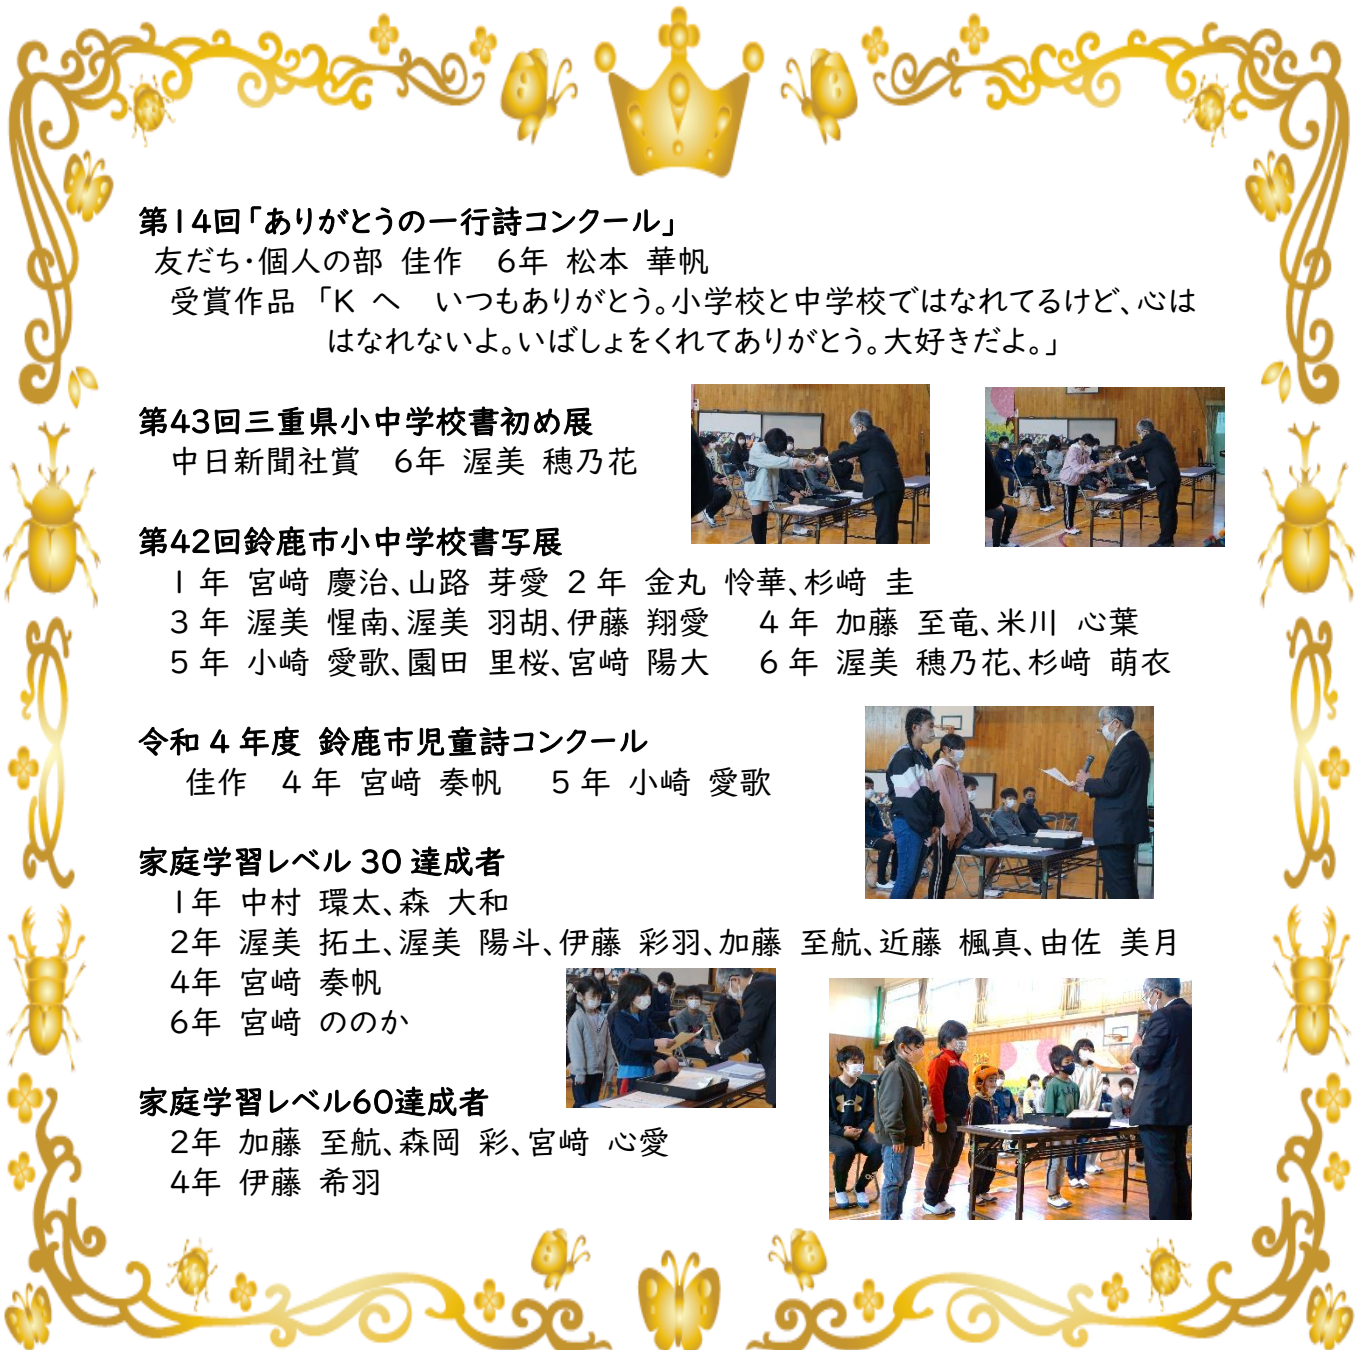 第14回「ありがとうの一行詩コンクール」
友だち・個人の部 佳作 6年 松本 華帆
受賞作品 「K へ いつもありがとう。小学校と中学校ではなれてるけど、心は
はなれないよ。いばしょをくれてありがとう。大好きだよ。」
第43回三重県小中学校書初め展
中日新聞社賞 6年 渥美 穂乃花
第42回鈴鹿市小中学校書写展
1 年 宮﨑 慶治、山路 芽愛 2 年 金丸 怜華、杉﨑 圭
3 年 渥美 惺南、渥美 羽胡、伊藤 翔愛 4 年 加藤 至竜、米川 心葉
5 年 小崎 愛歌、園田 里桜、宮﨑 陽大 6 年 渥美 穂乃花、杉﨑 萌衣
令和 4 年度 鈴鹿市児童詩コンクール
佳作 4 年 宮﨑 奏帆 5 年 小崎 愛歌
家庭学習レベル 30 達成者
1年 中村 環太、森 大和
2年 渥美 拓土、渥美 陽斗、伊藤 彩羽、加藤 至航、近藤 楓真、由佐 美月
4年 宮﨑 奏帆
6年 宮﨑 ののか
家庭学習レベル60達成者
2年 加藤 至航、森岡 彩、宮﨑 心愛
4年 伊藤 希羽